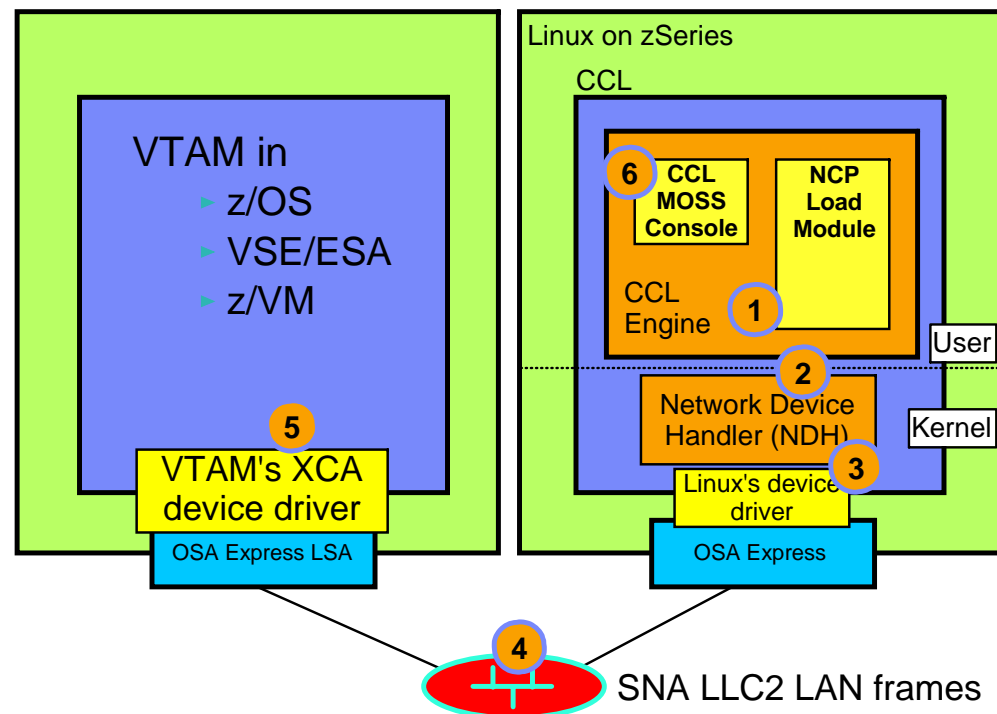 VTAM in
z/OS
VSE/ESA
z/VM
5
VTAM's XCA
device driver
OSA Express LSA
Linux on zSeries
CCL
6
CCL
MOSS
Console
NCP
Load
Module
CCL
Engine
1
User
2
Network Device
Handler (NDH)
Kernel
3
Linux's device
driver
OSA Express
4
SNA LLC2 LAN frames